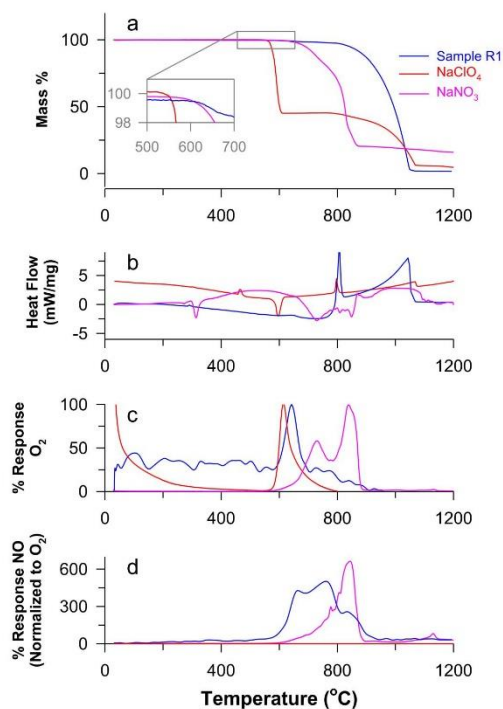 a
100
50
0
Mass %
100
98
500
600
700
Sample R1
NaClO₄
NaNO₃
0
400
800
1200
b
5
0
-5
Heat Flow
(mW/mg)
0
400
800
1200
c
100
50
0
% Response
O₂
0
400
800
1200
d
600
300
0
% Response NO
(Normalized to O₂)
0
400
800
1200
Temperature (°C)